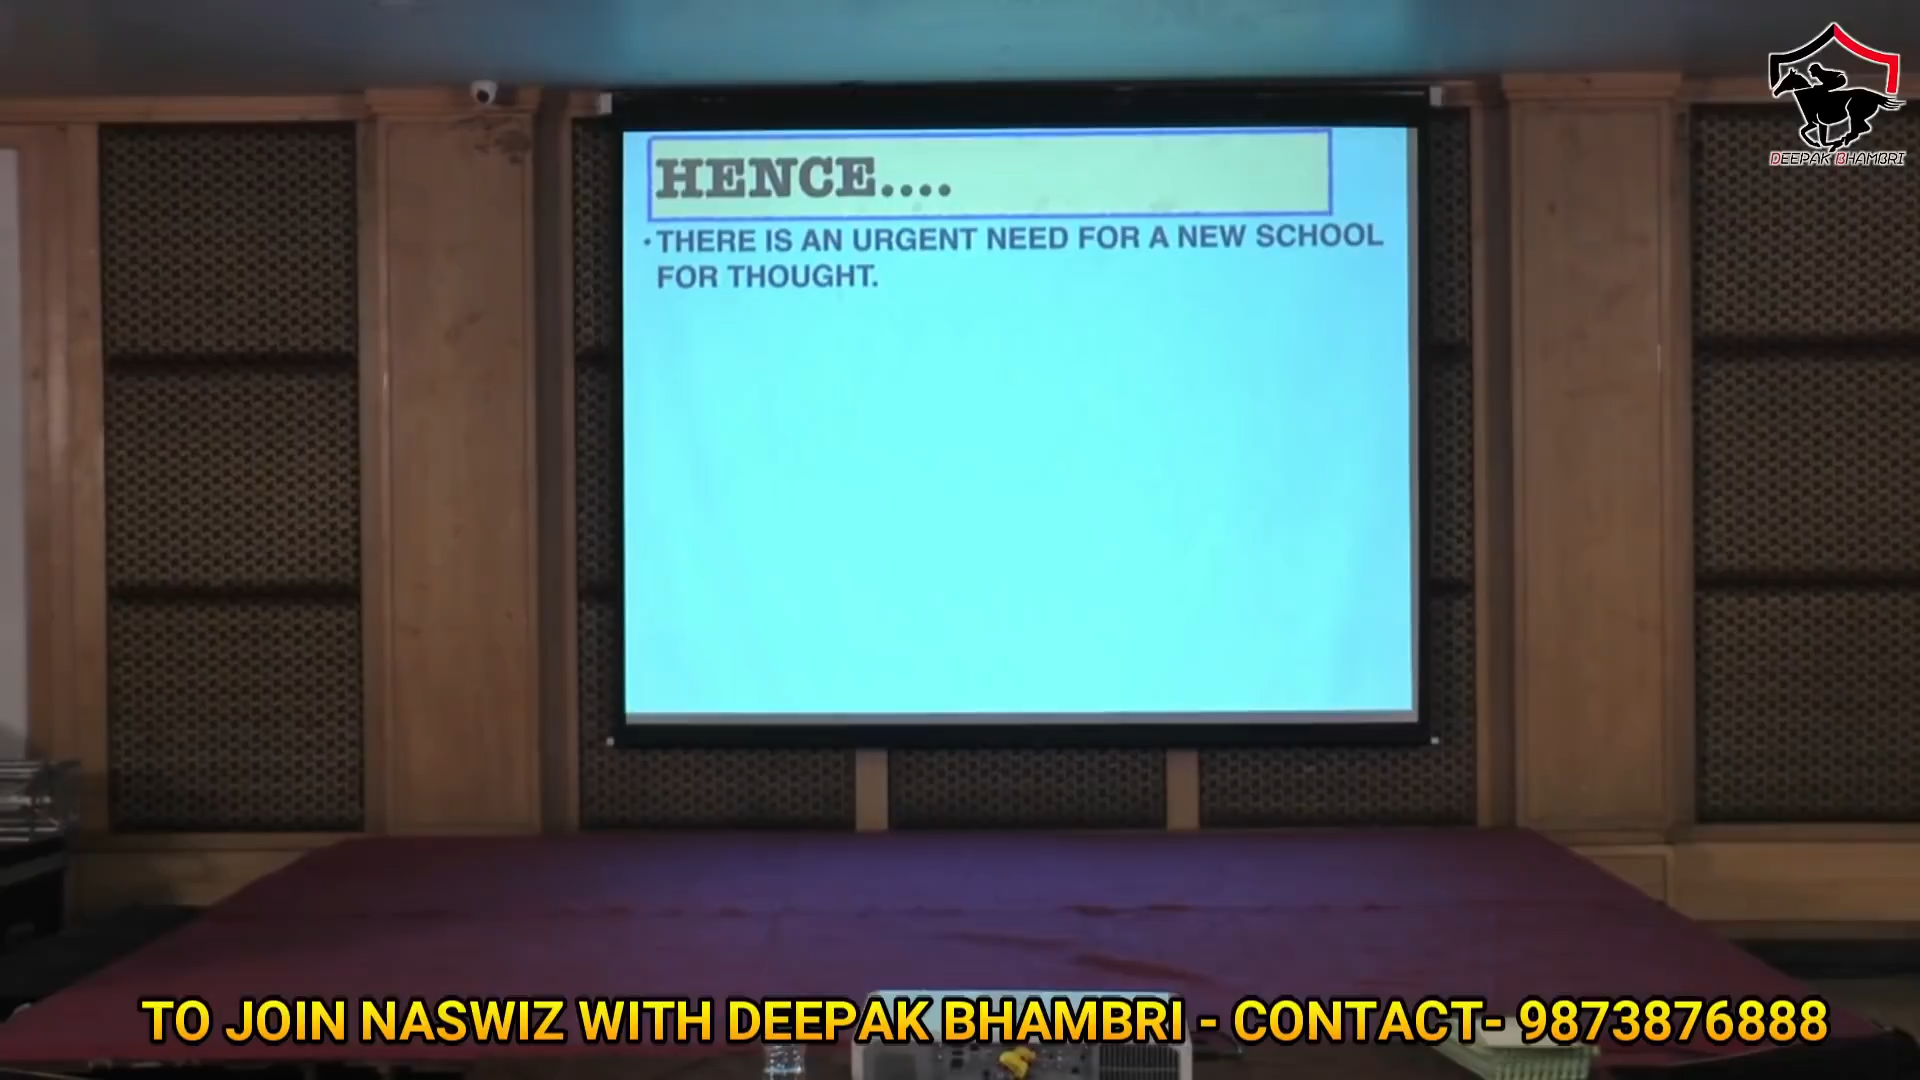 DEEPAK BHAMBRI
HENCE....
• THERE IS AN URGENT NEED FOR A NEW SCHOOL
FOR THOUGHT.
TO JOIN NASWIZ WITH DEEPAK BHAMBRI - CONTACT- 9873876888